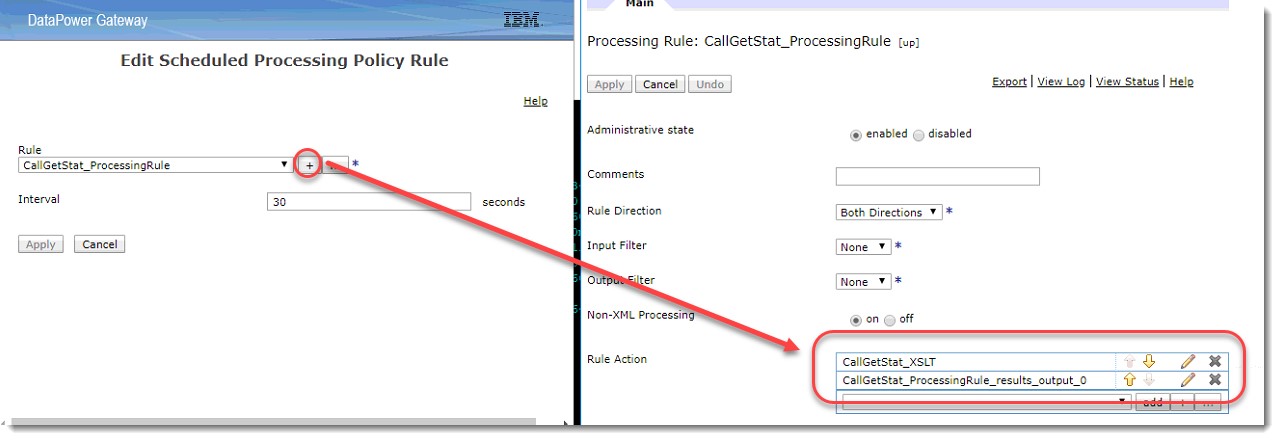 DataPower Gateway
IBM
Edit Scheduled Processing Policy Rule
Help
Rule
CallGetStat_ProcessingRule
+
*
Interval
30
seconds
Apply
Cancel
Main
Processing Rule: CallGetStat_ProcessingRule [up]
Apply
Cancel
Undo
Export | View Log | View Status | Help
Administrative state
enabled
disabled
Comments
Rule Direction
Both Directions
*
Input Filter
None
*
Output Filter
None
*
Non-XML Processing
on
off
Rule Action
CallGetStat_XSLT
CallGetStat_ProcessingRule_results_output_0
add
+
...